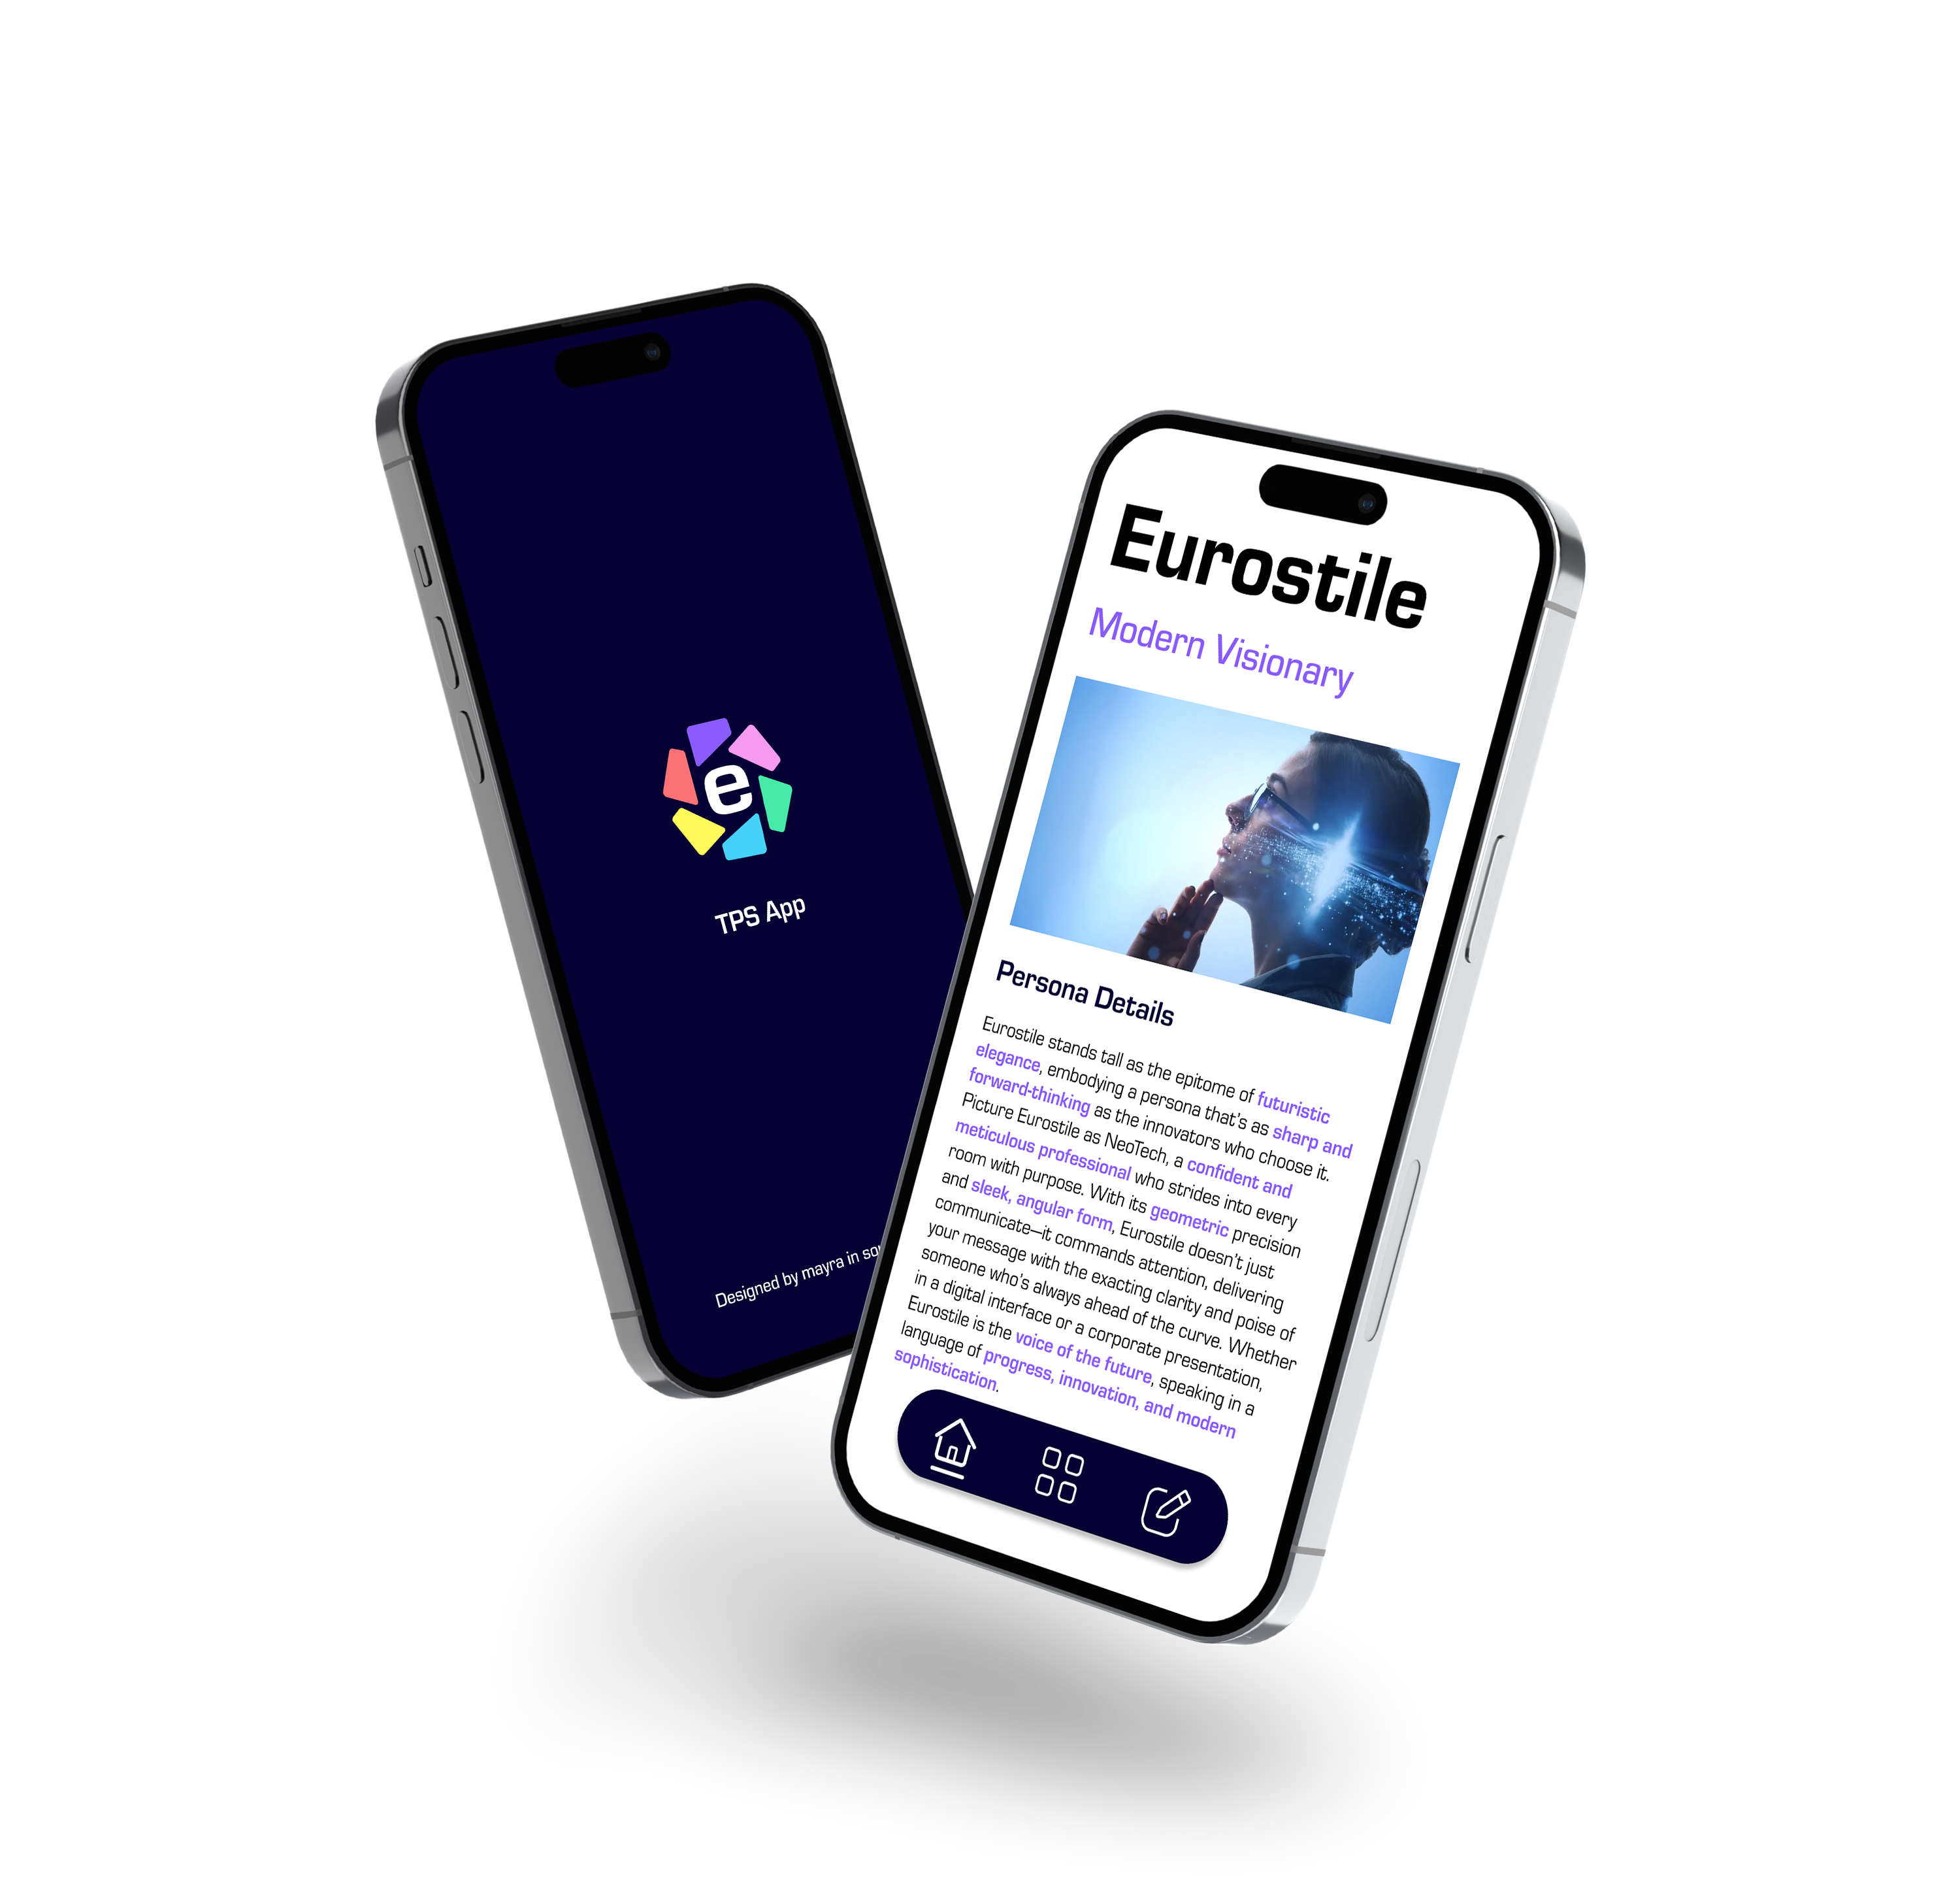 e
TPS App
Designed by mayra in
Eurostile
Modern Visionary
Persona Details
Eurostile stands tall as the epitome of futuristic
elegance, embodying a persona that’s as sharp and
forward-thinking as the innovators who choose it.
Picture Eurostile as NeoTech, a confident and
meticulous professional who strides into every
room with purpose. With its geometric precision
and sleek, angular form, Eurostile doesn’t just
communicate—it commands attention, delivering
your message with the exacting clarity and poise of
someone who’s always ahead of the curve. Whether
in a digital interface or a corporate presentation,
Eurostile is the voice of the future, speaking in a
language of progress, innovation, and modern
sophistication.